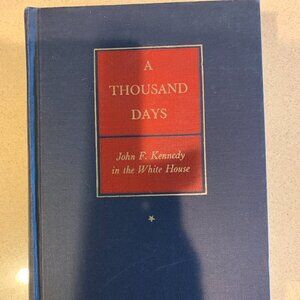 A
THOUSAND
DAYS
John F. Kennedy
in the White House